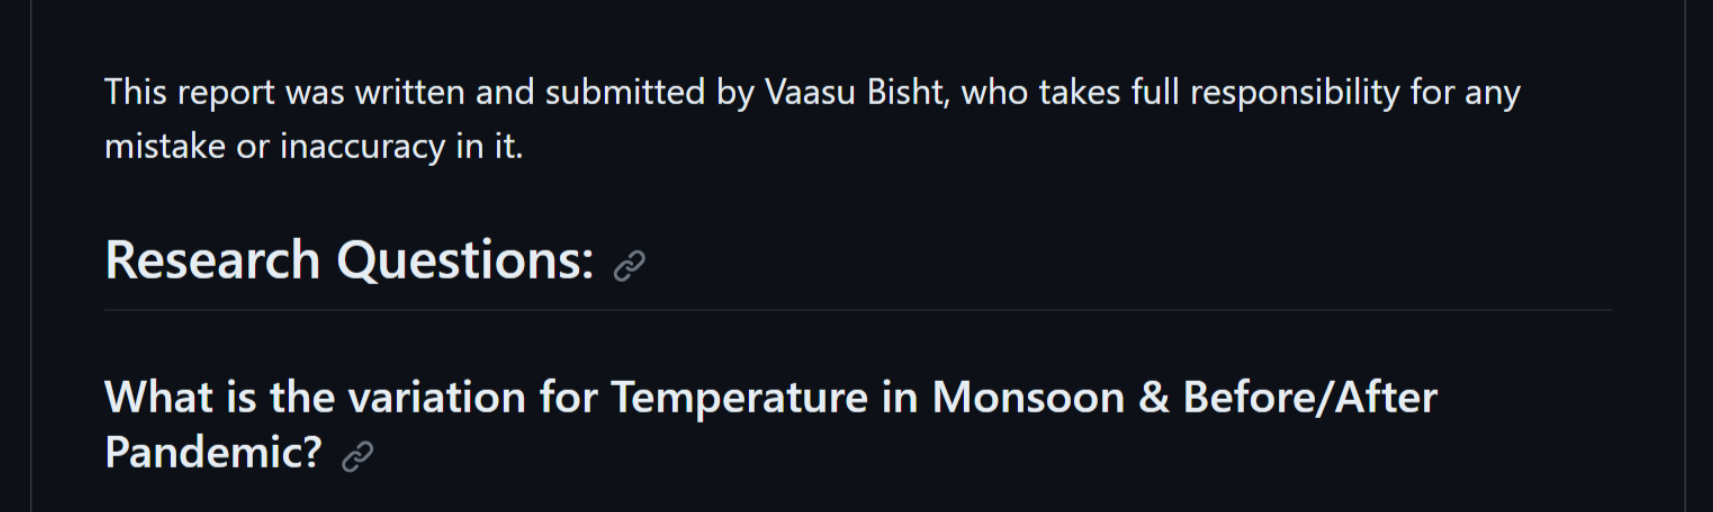 This report was written and submitted by Vaasu Bisht, who takes full responsibility for any
mistake or inaccuracy in it.
Research Questions:
What is the variation for Temperature in Monsoon & Before/After
Pandemic?